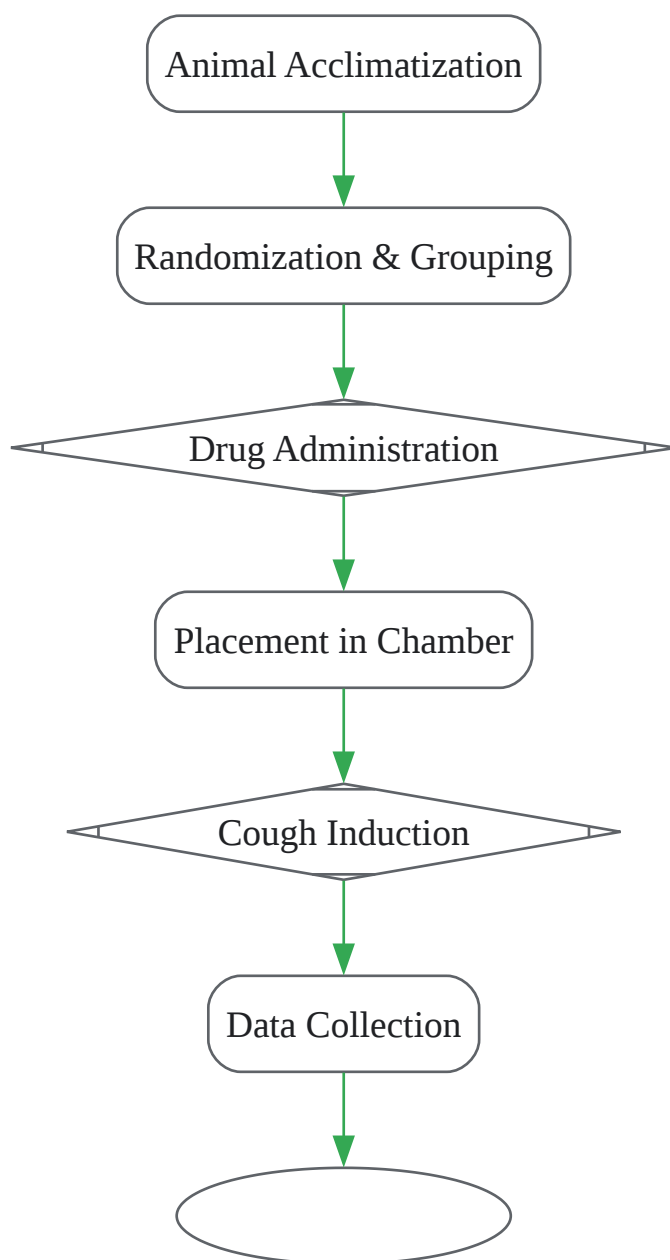 Animal Acclimatization
Randomization & Grouping
Drug Administration
Placement in Chamber
Cough Induction
Data Collection